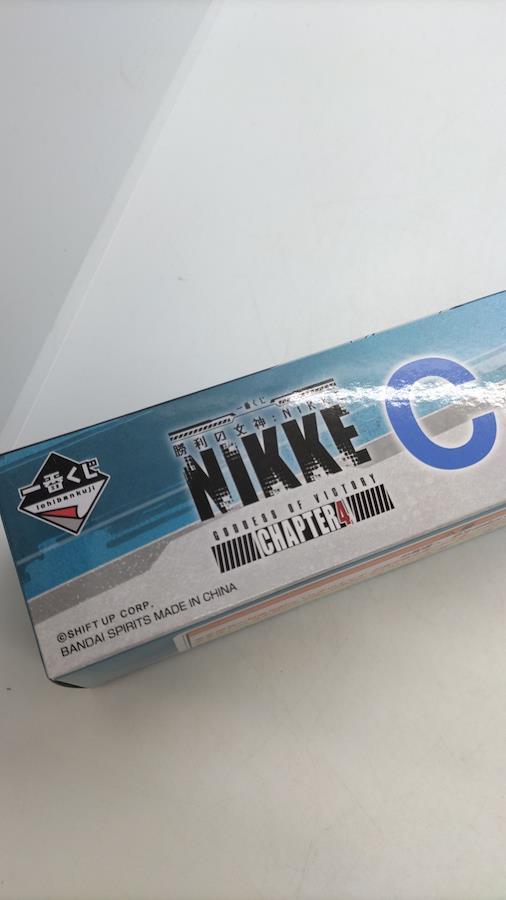 一番くじ
ichibankuji
一番くじ
勝利の女神:NIKKE
NIKKE
GODDESS OF VICTORY
CHAPTER4
C
©SHIFT UP CORP.
BANDAI SPIRITS MADE IN CHINA